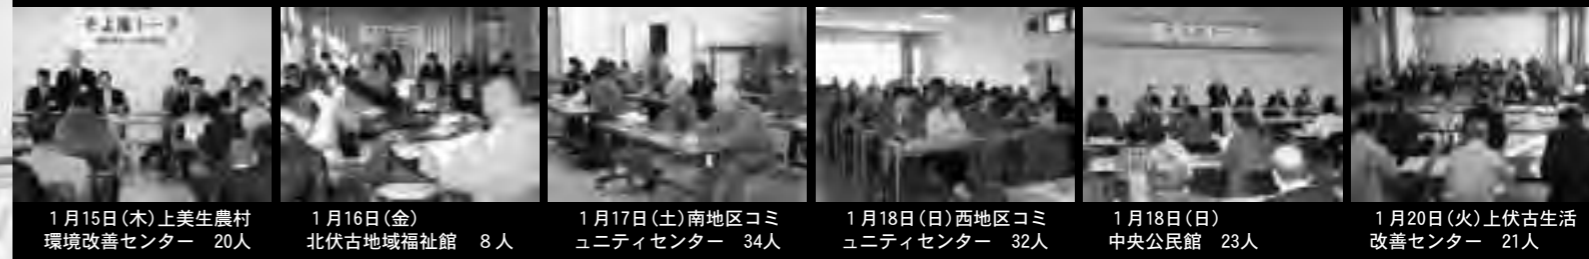 1月15日(木)上美生農村
環境改善センター　20人
1月16日(金)
北伏古地域福祉館　8人
1月17日(土)南地区コミ
ュニティセンター　34人
1月18日(日)西地区コミ
ュニティセンター　32人
1月18日(日)
中央公民館　23人
1月20日(火)上伏古生活
改善センター　21人